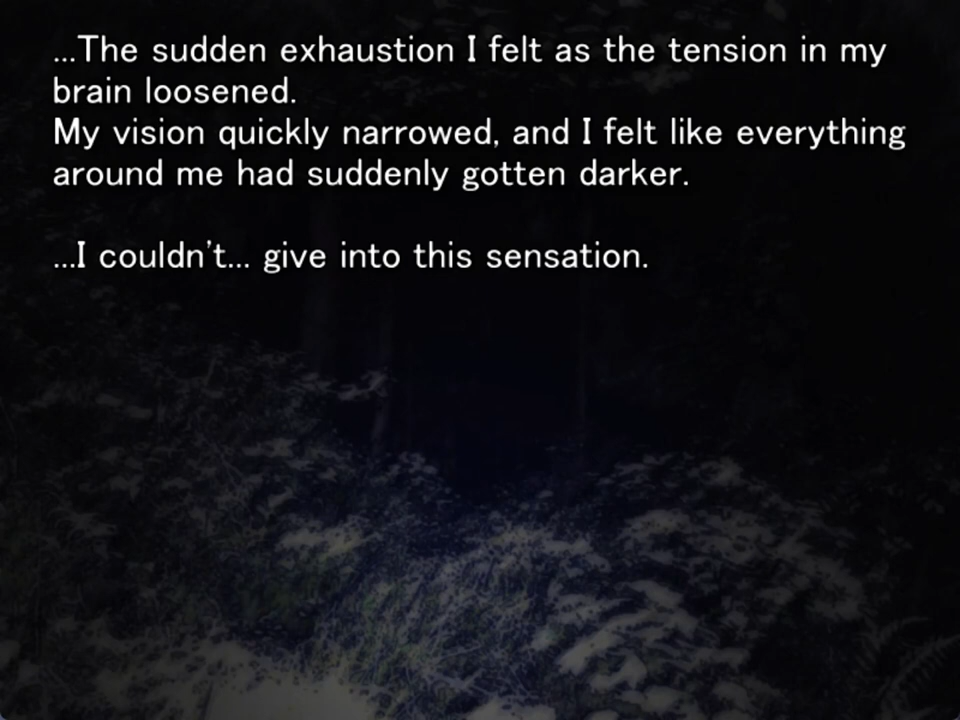 ...The sudden exhaustion I felt as the tension in my
brain loosened.
My vision quickly narrowed, and I felt like everything
around me had suddenly gotten darker.
...I couldn't... give into this sensation.